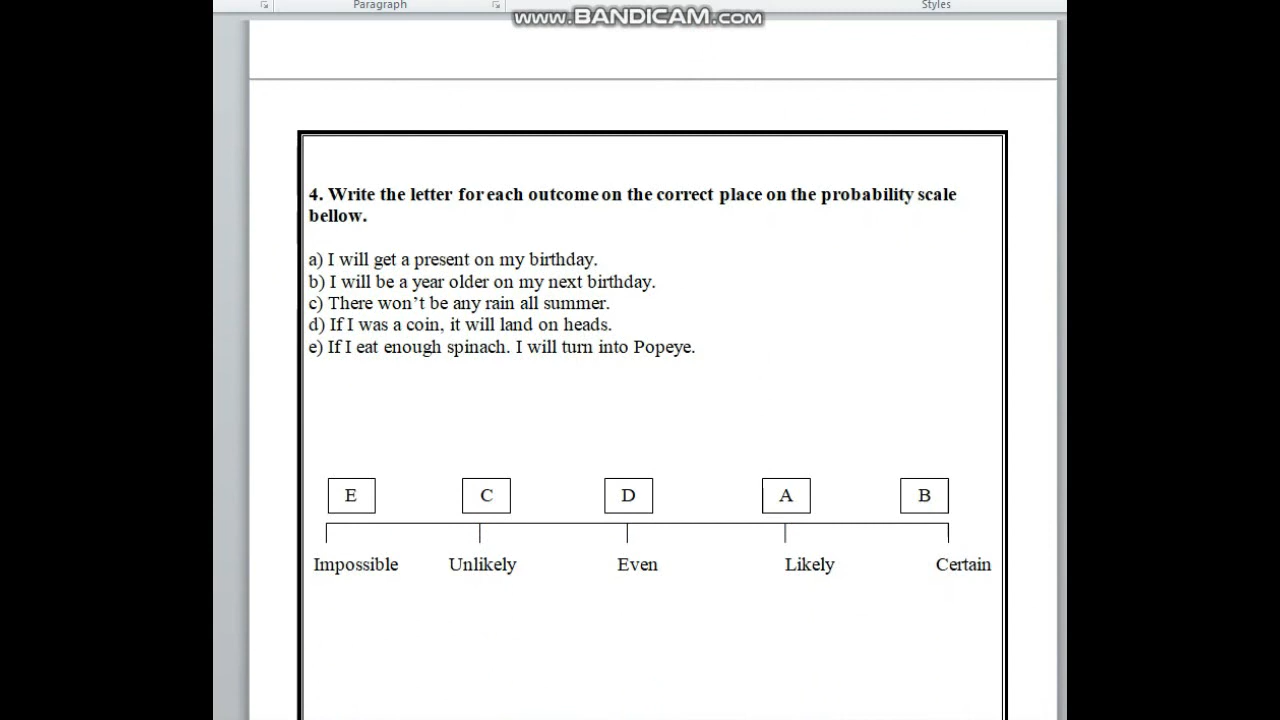 Paragraph Styles
www.BANDICAM.com
4. Write the letter for each outcome on the correct place on the probability scale
bellow.
a) I will get a present on my birthday.
b) I will be a year older on my next birthday.
c) There won't be any rain all summer.
d) If I was a coin, it will land on heads.
e) If I eat enough spinach. I will turn into Popeye.
E C D A B
Impossible Unlikely Even Likely Certain